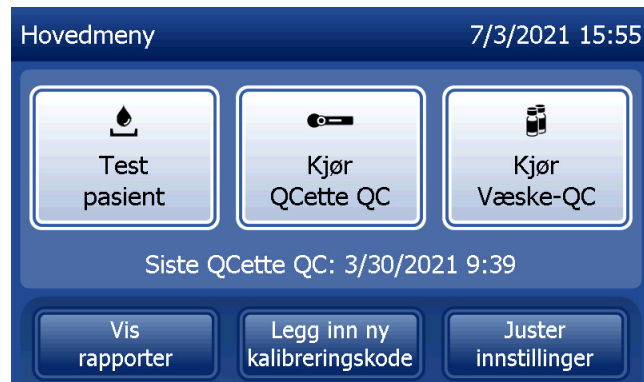 Hovedmeny 7/3/2021 15:55
Test
pasient
Kjør
QCette QC
Kjør
Væske-QC
Siste QCette QC: 3/30/2021 9:39
Vis
rapporter
Legg inn ny
kalibreringskode
Juster
innstillinger